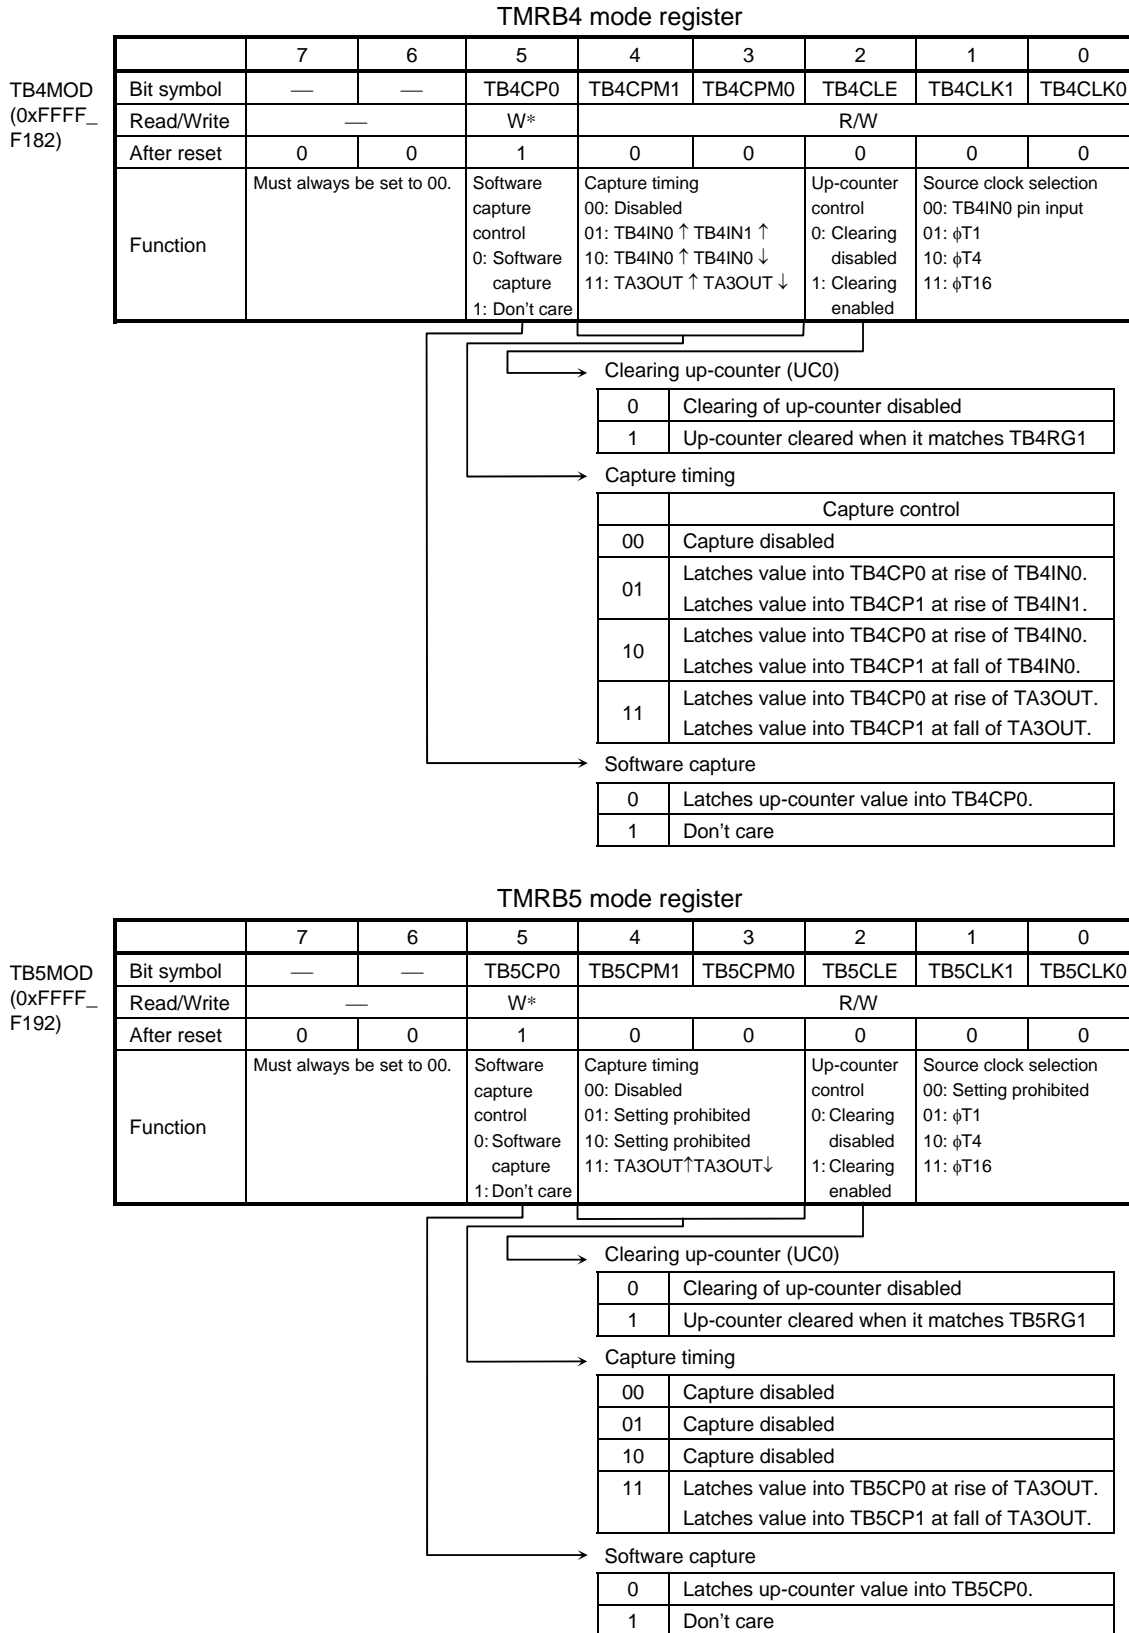 TMRB4 mode register
7 6 5 4 3 2 1 0
TB4MOD
(0xFFFF_
F182)
Bit symbol — — TB4CP0 TB4CPM1 TB4CPM0 TB4CLE TB4CLK1 TB4CLK0
Read/Write — W* R/W
After reset 0 0 1 0 0 0 0 0
Function
Must always be set to 00.
Software
capture
control
0: Software
capture
1: Don't care
Capture timing
00: Disabled
01: TB4IN0 ↑ TB4IN1 ↑
10: TB4IN0 ↑ TB4IN0 ↓
11: TA3OUT ↑ TA3OUT ↓
Up-counter
control
0: Clearing
disabled
1: Clearing
enabled
Source clock selection
00: TB4IN0 pin input
01: ϕT1
10: ϕT4
11: ϕT16
Clearing up-counter (UC0)
0 Clearing of up-counter disabled
1 Up-counter cleared when it matches TB4RG1
Capture timing
Capture control
00 Capture disabled
01
Latches value into TB4CP0 at rise of TB4IN0.
Latches value into TB4CP1 at rise of TB4IN1.
10
Latches value into TB4CP0 at rise of TB4IN0.
Latches value into TB4CP1 at fall of TB4IN0.
11
Latches value into TB4CP0 at rise of TA3OUT.
Latches value into TB4CP1 at fall of TA3OUT.
Software capture
0 Latches up-counter value into TB4CP0.
1 Don't care
TMRB5 mode register
7 6 5 4 3 2 1 0
TB5MOD
(0xFFFF_
F192)
Bit symbol — — TB5CP0 TB5CPM1 TB5CPM0 TB5CLE TB5CLK1 TB5CLK0
Read/Write — W* R/W
After reset 0 0 1 0 0 0 0 0
Function
Must always be set to 00.
Software
capture
control
0: Software
capture
1: Don't care
Capture timing
00: Disabled
01: Setting prohibited
10: Setting prohibited
11: TA3OUT↑TA3OUT↓
Up-counter
control
0: Clearing
disabled
1: Clearing
enabled
Source clock selection
00: Setting prohibited
01: ϕT1
10: ϕT4
11: ϕT16
Clearing up-counter (UC0)
0 Clearing of up-counter disabled
1 Up-counter cleared when it matches TB5RG1
Capture timing
00 Capture disabled
01 Capture disabled
10 Capture disabled
11 Latches value into TB5CP0 at rise of TA3OUT.
Latches value into TB5CP1 at fall of TA3OUT.
Software capture
0 Latches up-counter value into TB5CP0.
1 Don't care